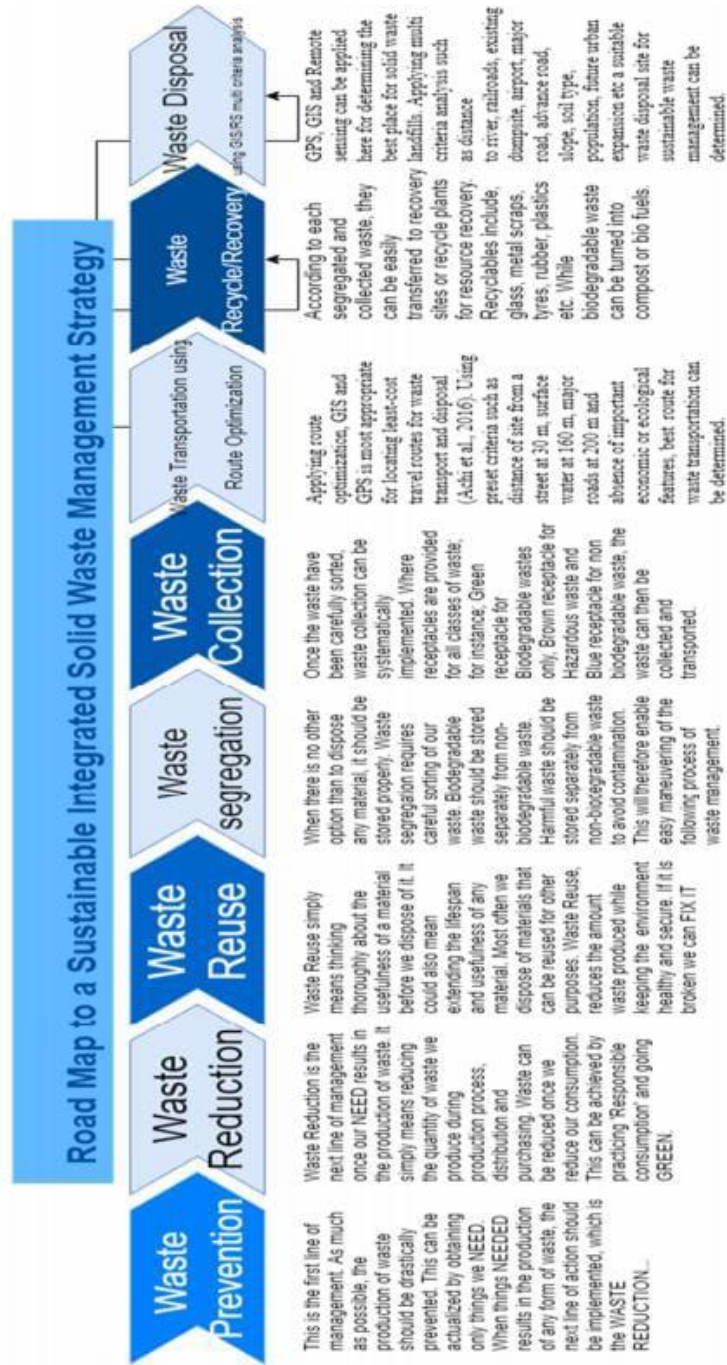 Road Map to a Sustainable Integrated Solid Waste Management Strategy
Waste
Prevention
This is the first line of
management. As much
as possible, the
production of waste
should be drastically
prevented. This can be
actualized by obtaining
only things we NEED.
When things NEEDED
results in the production
of any form of waste, the
next line of action should
be implemented, which is
the WASTE
REDUCTION...
Waste
Reduction
Waste Reduction is the
next line of management
once our NEED results in
the production of waste. It
simply means reducing
the quantity of waste we
produce during
production process,
distribution and
purchasing. Waste can
be reduced once we
reduce our consumption.
This can be achieved by
practicing 'Responsible
consumption' and going
GREEN.
Waste
Reuse
Waste Reuse simply
means thinking
thoroughly about the
usefulness of a material
before we dispose of it. It
could also mean
extending the lifespan
and usefulness of any
material. Most often we
dispose of materials that
can be reused for other
purposes. Waste Reuse,
reduces the amount
waste produced while
keeping the environment
healthy and secure. If it is
broken we can FIX IT
Waste
segregation
When there is no other
option than to dispose
any material, it should be
stored properly. Waste
segregaion requires
careful sorting of our
waste. Biodegradable
waste should be stored
separately from non-
biodegradable waste.
Harmful waste should be
stored separately from
non-biodegradable waste
to avoid contamination.
This will therefore enable
easy maneuvering of the
following process of
waste management.
Waste
Collection
Once the waste have
been carefully sorted,
waste collection can be
systematically
implemented. Where
receptacles are provided
for all classes of waste;
for instance; Green
receptacle for
Biodegradable wastes
only, Brown receptacle for
Hazardous waste and
Blue receptacle for non
biodegradable waste, the
waste can then be
collected and
transported.
Waste Transportation using
Route Optimization
Applying route
optimization, GIS and
GPS is most appropriate
for locating least-cost
travel routes for waste
transport and disposal
(Achi et al., 2016). Using
preset criteria such as
distance of site from a
street at 30 m, surface
water at 160 m, major
roads at 200 m and
absence of important
economic or ecological
features, best route for
waste transportation can
be determined.
Waste
Recycle/Recovery
According to each
segregated and
collected waste, they
can be easily
transferred to recovery
sites or recycle plants
for resource recovery.
Recyclables include,
glass, metal scraps,
tyres, rubber, plastics
etc. While
biodegradable waste
can be turned into
compost or bio fuels.
Waste Disposal
using GIS/RS multi criteria analysis
GPS, GIS and Remote
sensing can be applied
here for determining the
best place for solid waste
landfills. Applying multi
criteria analysis such
as distance
to river, railroads, existing
dumpsite, airport, major
road, advance road,
slope, soil type,
population, future urban
expansion etc a suitable
waste disposal site for
sustainable waste
management can be
determined.